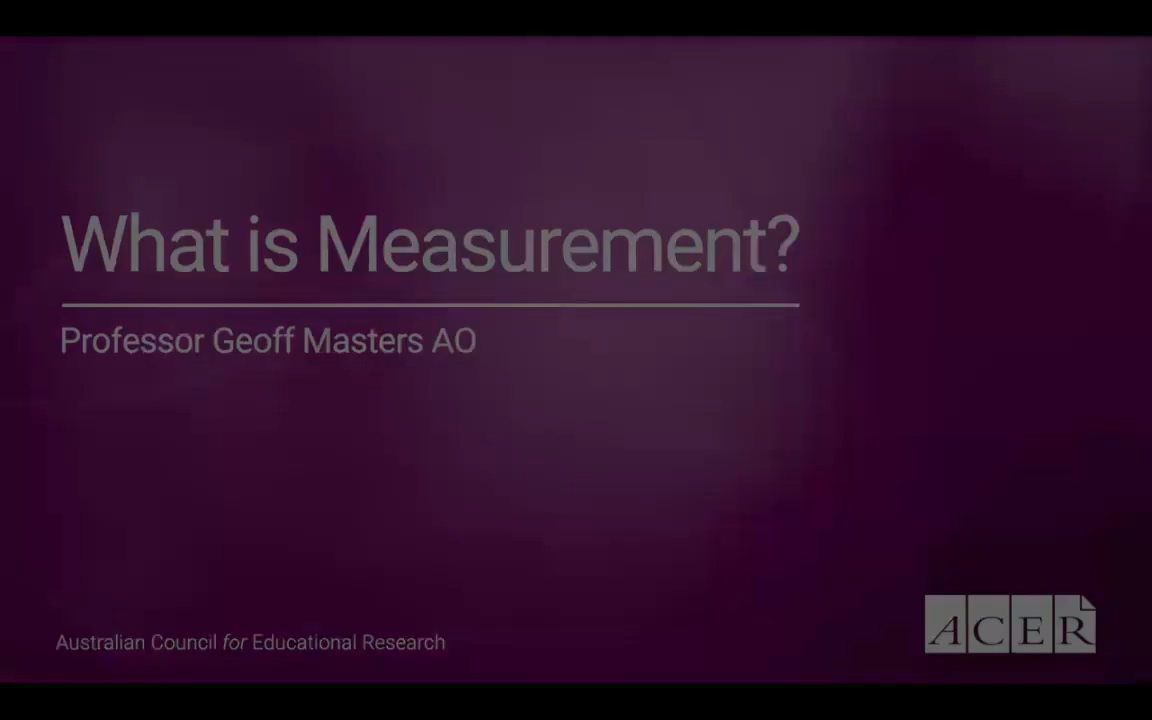 What is Measurement?
Professor Geoff Masters AO
Australian Council for Educational Research
ACER